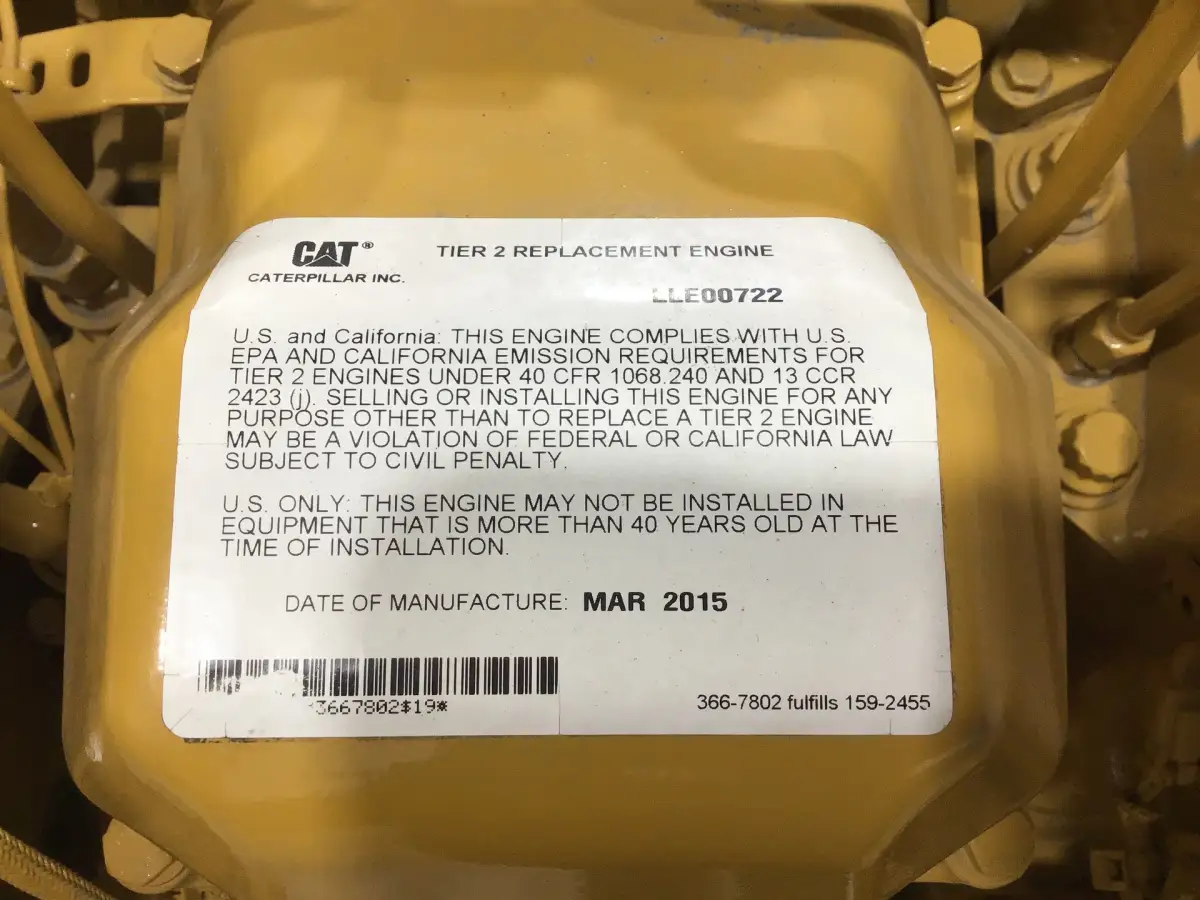 CAT®
CATERPILLAR INC.
TIER 2 REPLACEMENT ENGINE
LLE00722
U.S. and California: THIS ENGINE COMPLIES WITH U.S.
EPA AND CALIFORNIA EMISSION REQUIREMENTS FOR
TIER 2 ENGINES UNDER 40 CFR 1068.240 AND 13 CCR
2423 (j). SELLING OR INSTALLING THIS ENGINE FOR ANY
PURPOSE OTHER THAN TO REPLACE A TIER 2 ENGINE
MAY BE A VIOLATION OF FEDERAL OR CALIFORNIA LAW
SUBJECT TO CIVIL PENALTY.
U.S. ONLY: THIS ENGINE MAY NOT BE INSTALLED IN
EQUIPMENT THAT IS MORE THAN 40 YEARS OLD AT THE
TIME OF INSTALLATION.
DATE OF MANUFACTURE: MAR 2015
*3667802$19*
366-7802 fulfills 159-2455